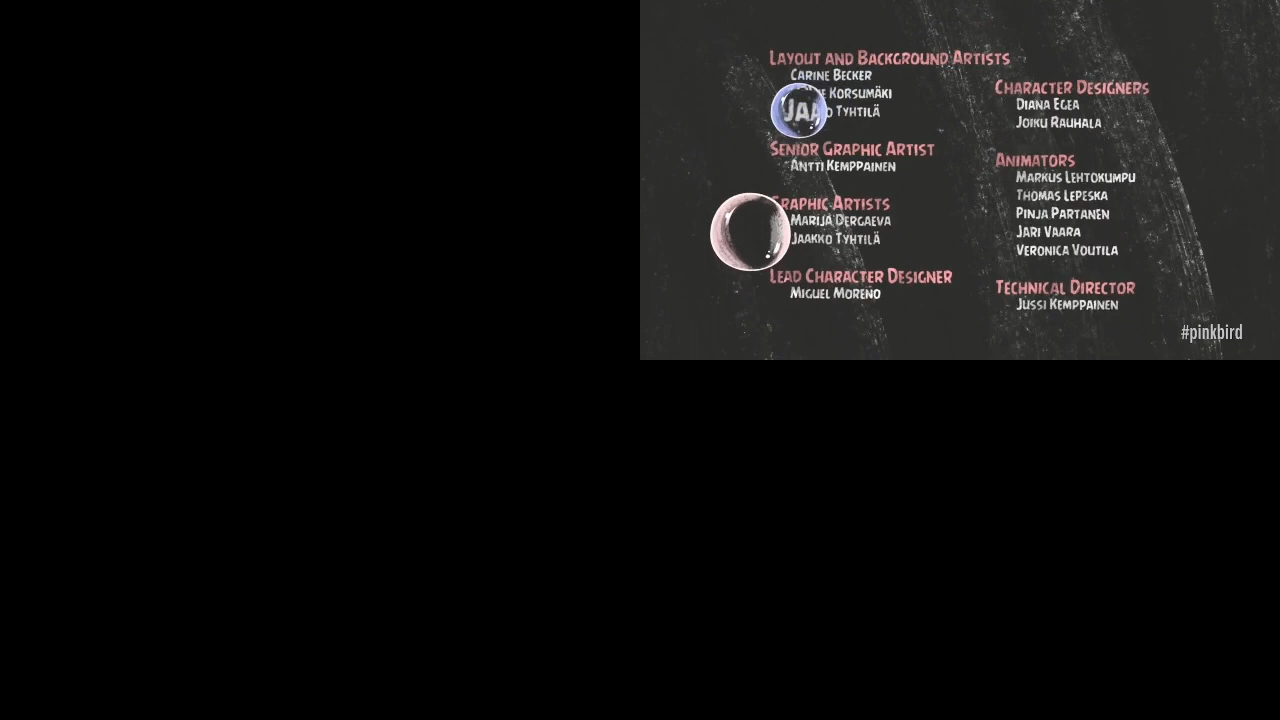 LAYOUT AND BACKGROUND ARTISTS
CARINE BECKER
KORSUMÄKI
JAA O TYHTILÄ
SENIOR GRAPHIC ARTIST
ANTTI KEMPPAINEN
GRAPHIC ARTISTS
MARIJA DERGAEVA
JAAKKO TYHTILÄ
LEAD CHARACTER DESIGNER
MIGUEL MORENO
CHARACTER DESIGNERS
DIANA EGEA
JOIKU RAUHALA
ANIMATORS
MARKUS LEHTOKUMPU
THOMAS LEPESKA
PINJA PARTANEN
JARI VAARA
VERONICA VOUTILA
TECHNICAL DIRECTOR
JUSSI KEMPPAINEN
#pinkbird